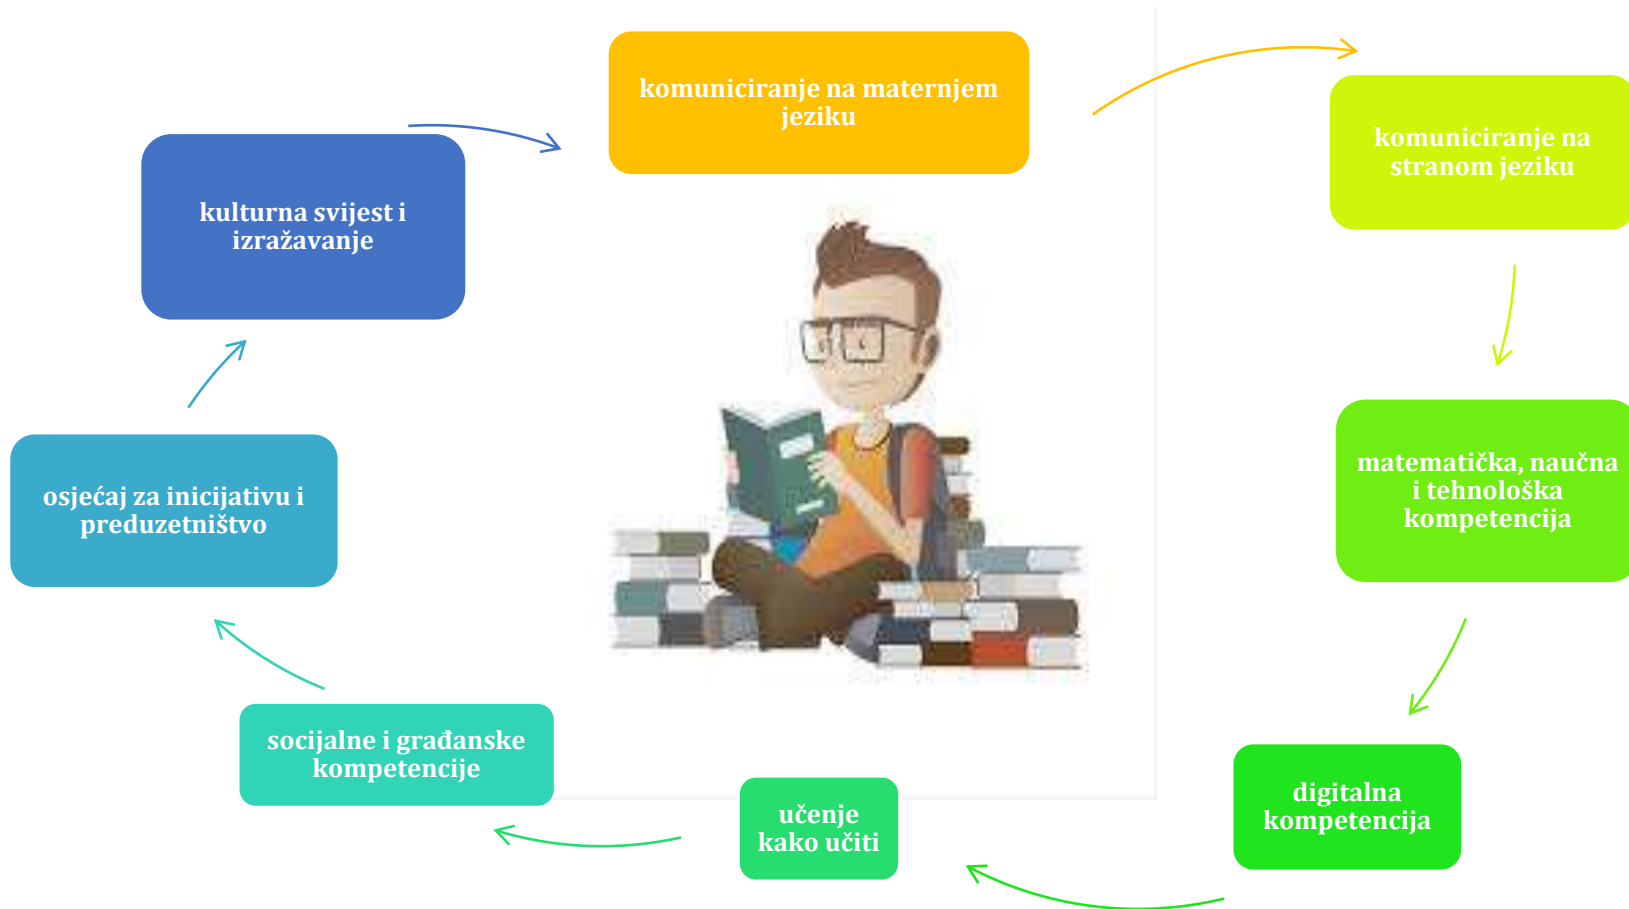 komuniciranje na maternjem
jeziku
komuniciranje na
stranom jeziku
matematička, naučna
i tehnološka
kompetencija
digitalna
kompetencija
učenje
kako učiti
socijalne i građanske
kompetencije
osjećaj za inicijativu i
preduzetništvo
kulturna svijest i
izražavanje